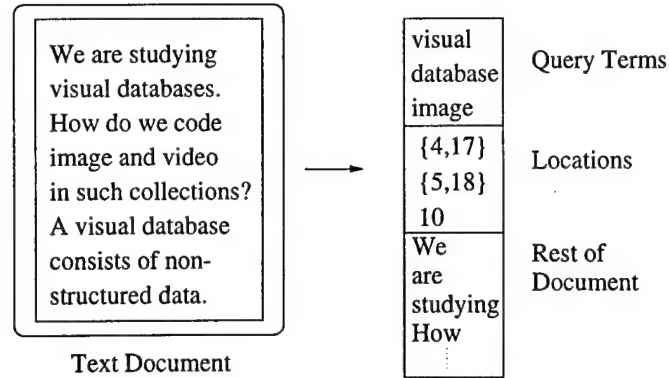 We are studying
visual databases.
How do we code
image and video
in such collections?
A visual database
consists of non-
structured data.
Text Document
visual
database
image
Query Terms
{4,17}
{5,18}
10
Locations
We
are
studying
How
Rest of
Document